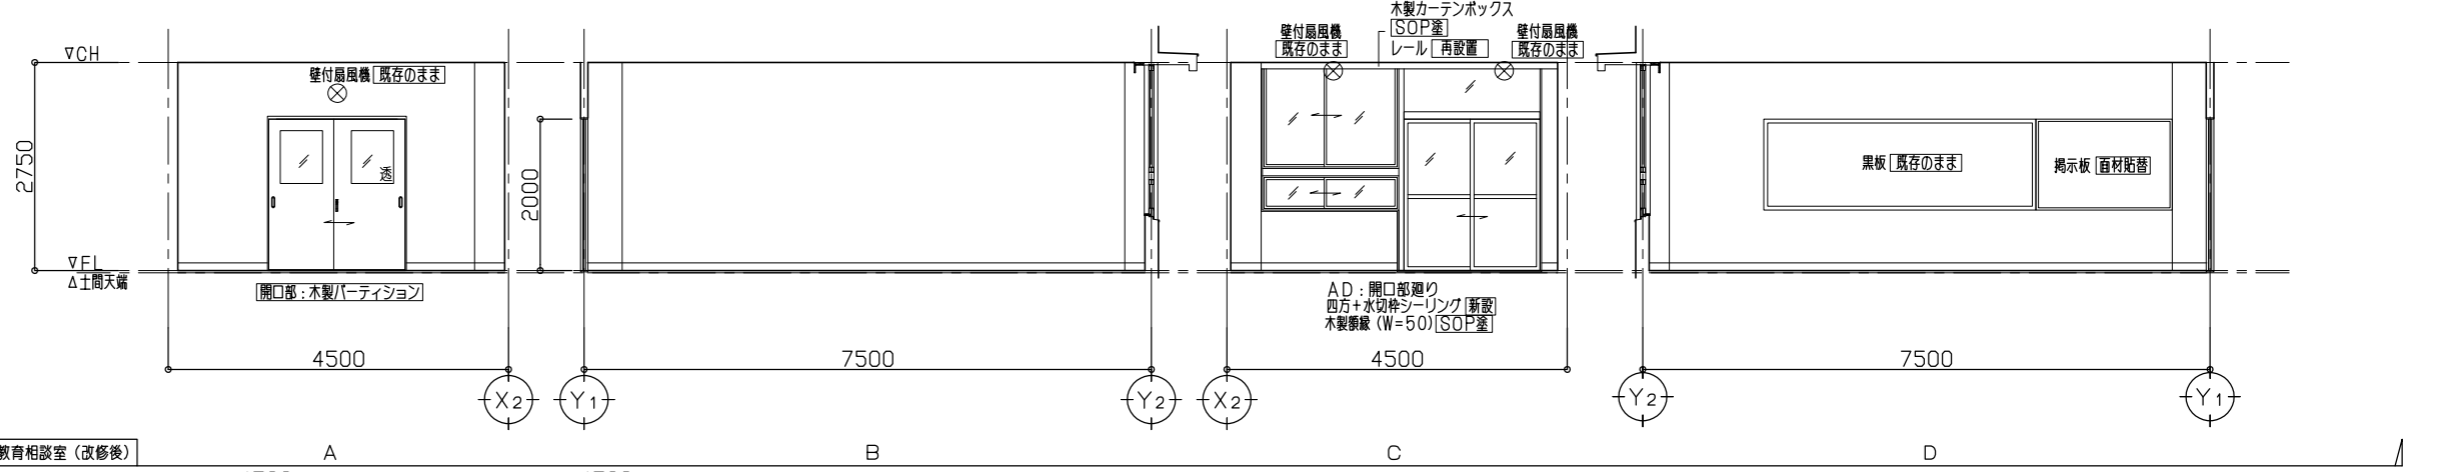 ▽CH
2750
▽FL
△土間天端
壁付扇風機 既存のまま
透
開口部：木製パーティション
4500
X2
2000
7500
Y1
Y2
木製カーテンボックス
SOP塗
レール 再設置
壁付扇風機
既存のまま
壁付扇風機
既存のまま
AD：開口部廻り
四方＋水切枠シーリング 新設
木製額縁（W=50）SOP塗
4500
X2
黒板 既存のまま
掲示板 面材貼替
7500
Y2
Y1
教育相談室（改修後）
A
B
C
D